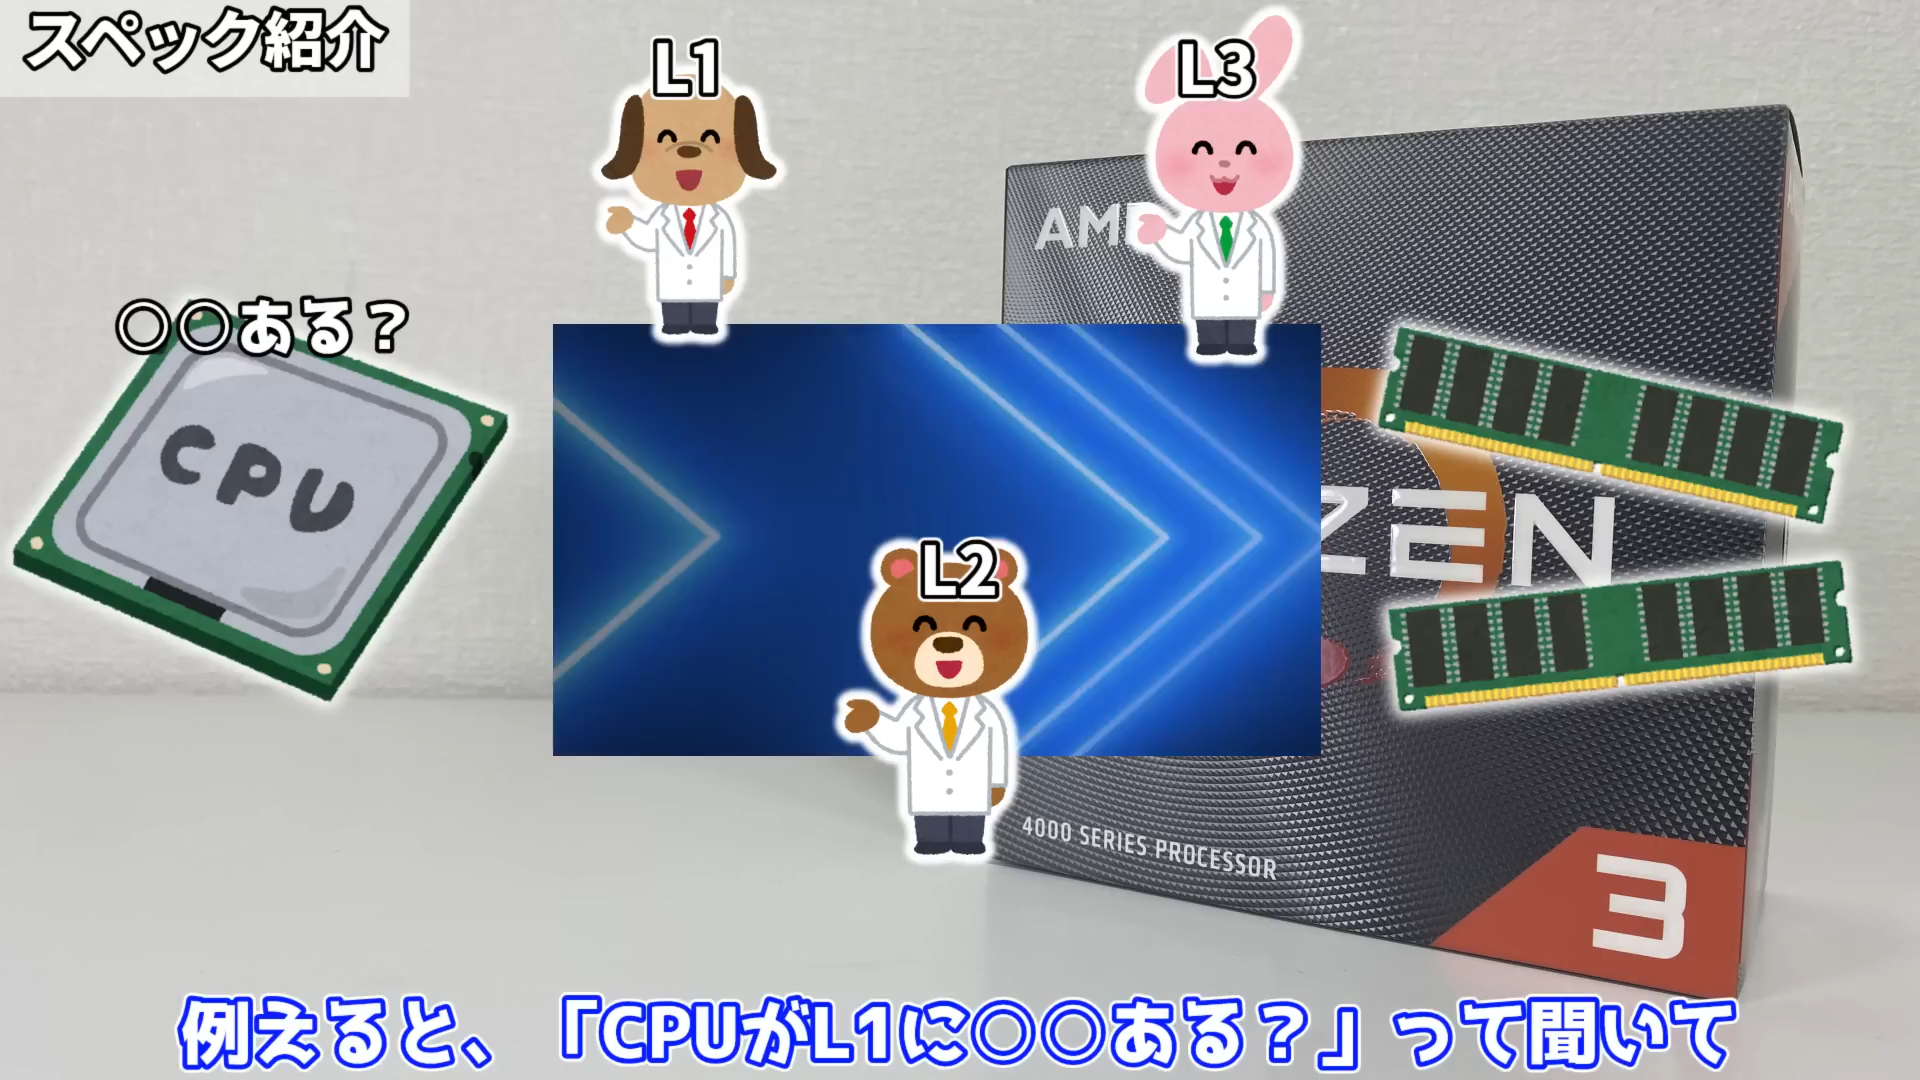 スペック紹介
L1
L3
○○ある？
CPU
L2
ZEN
4000 SERIES PROCESSOR
3
例えると、「CPUがL1に○○ある？」って聞いて